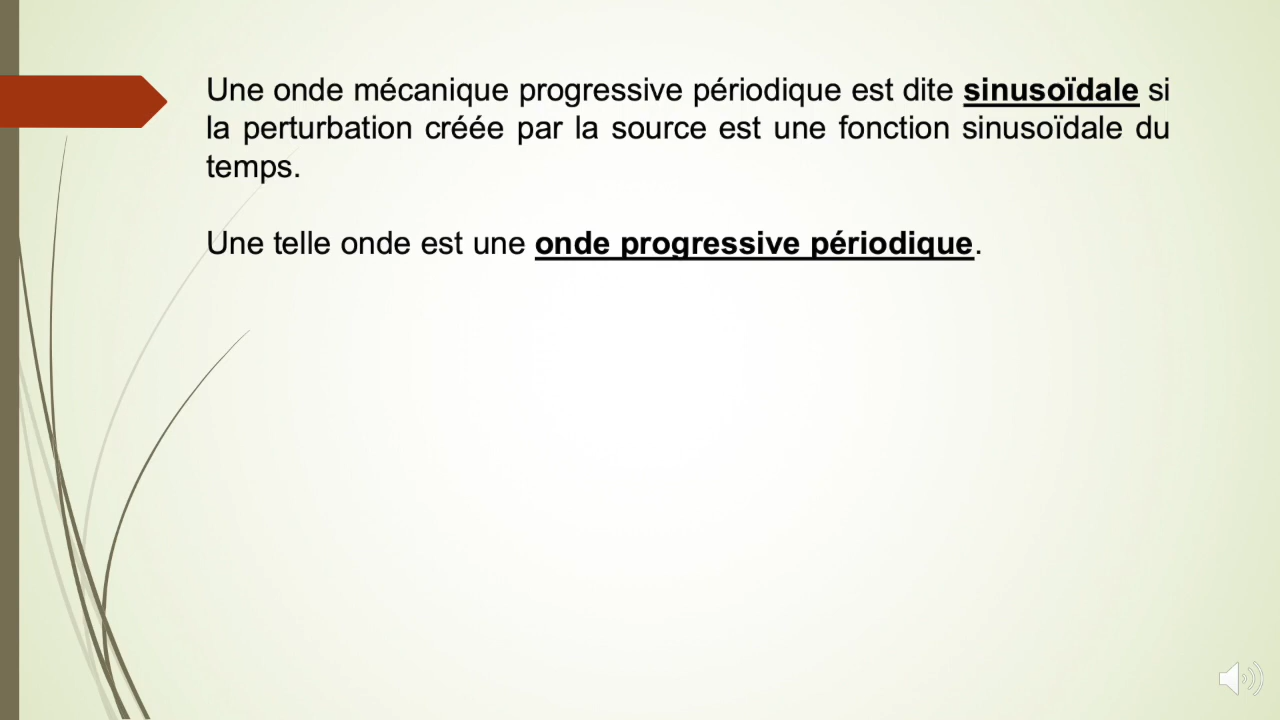 Une onde mécanique progressive périodique est dite sinusoïdale si
la perturbation créée par la source est une fonction sinusoïdale du
temps.
Une telle onde est une onde progressive périodique.